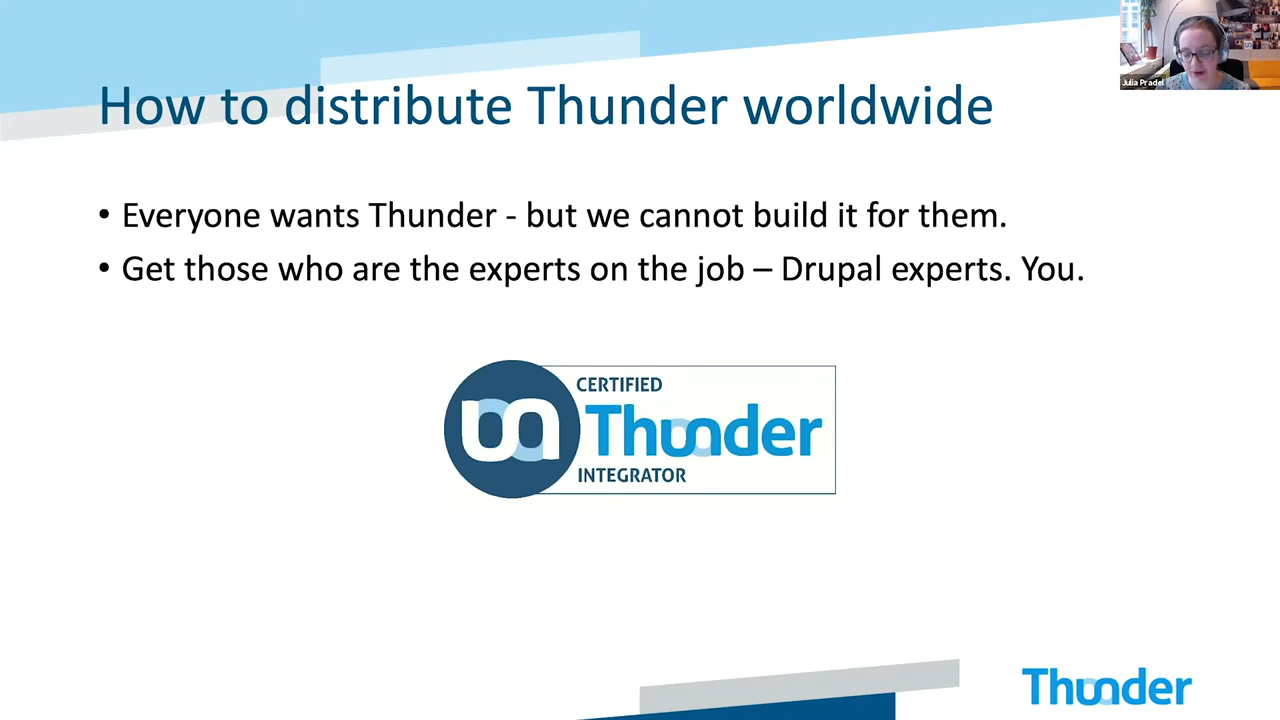 Julia Pradel
How to distribute Thunder worldwide
• Everyone wants Thunder - but we cannot build it for them.
• Get those who are the experts on the job – Drupal experts. You.
CERTIFIED
Thunder
INTEGRATOR
Thunder